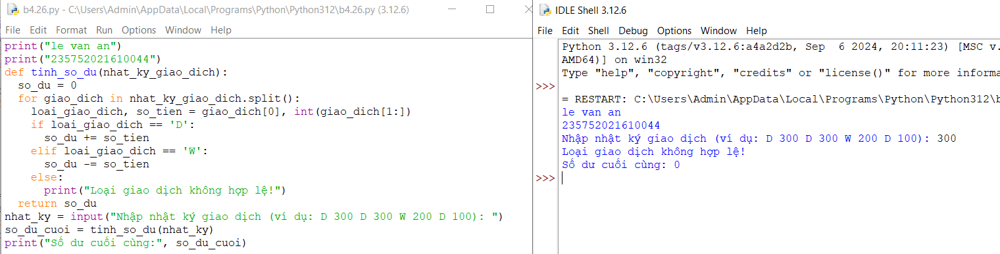 b4.26.py - C:\Users\Admin\AppData\Local\Programs\Python\Python312\b4.26.py (3.12.6)
File Edit Format Run Options Window Help
print("le van an")
print("235752021610044")
def tinh_so_du(nhat_ky_giao_dich):
  so_du = 0
  for giao_dich in nhat_ky_giao_dich.split():
    loai_giao_dich, so_tien = giao_dich[0], int(giao_dich[1:])
    if loai_giao_dich == 'D':
      so_du += so_tien
    elif loai_giao_dich == 'W':
      so_du -= so_tien
    else:
      print("Loại giao dịch không hợp lệ!")
  return so_du
nhat_ky = input("Nhập nhật ký giao dịch (ví dụ: D 300 D 300 W 200 D 100): ")
so_du_cuoi = tinh_so_du(nhat_ky)
print("Số dư cuối cùng:", so_du_cuoi)
IDLE Shell 3.12.6
File Edit Shell Debug Options Window Help
Python 3.12.6 (tags/v3.12.6:a4a2d2b, Sep  6 2024, 20:11:23) [MSC v.
AMD64)] on win32
Type "help", "copyright", "credits" or "license()" for more informa
>>>
= RESTART: C:\Users\Admin\AppData\Local\Programs\Python\Python312\b
le van an
235752021610044
Nhập nhật ký giao dịch (ví dụ: D 300 D 300 W 200 D 100): 300
Loại giao dịch không hợp lệ!
Số dư cuối cùng: 0
>>>